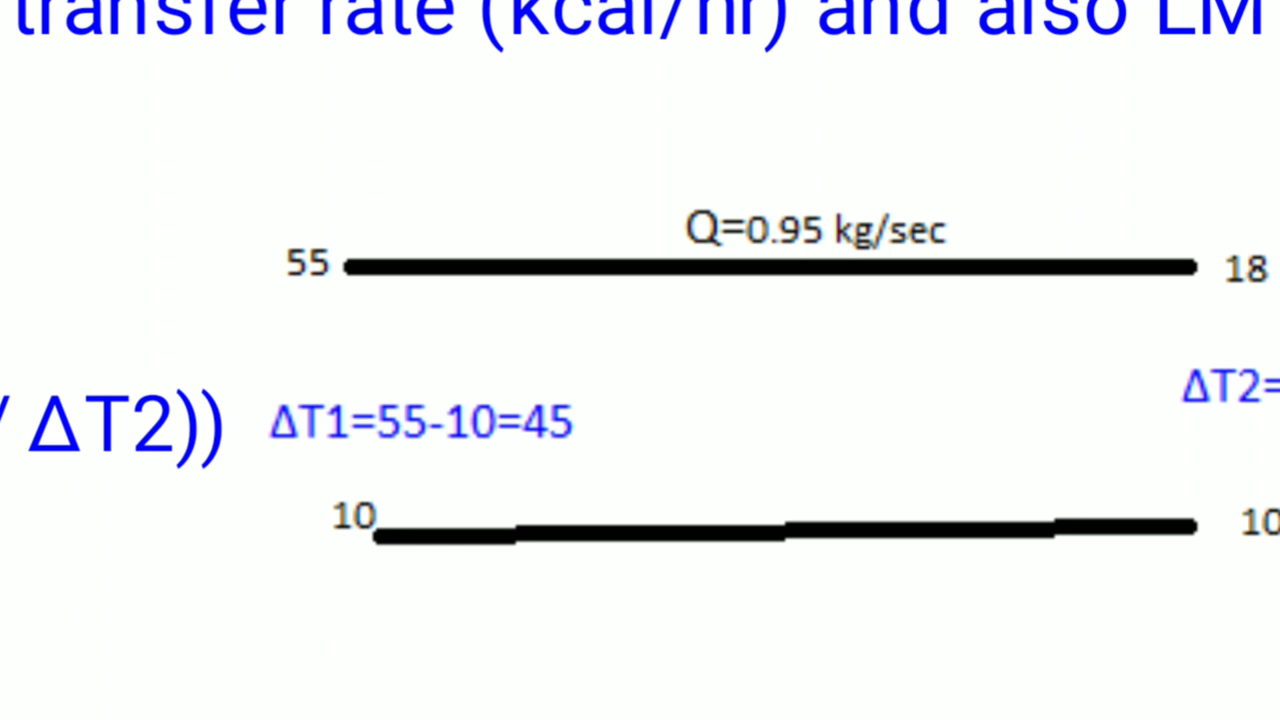 transfer rate (kcal/hr) and also LM
Q=0.95 kg/sec
55
18
ΔT2=
/ ΔT2)) ΔT1=55-10=45
10
10